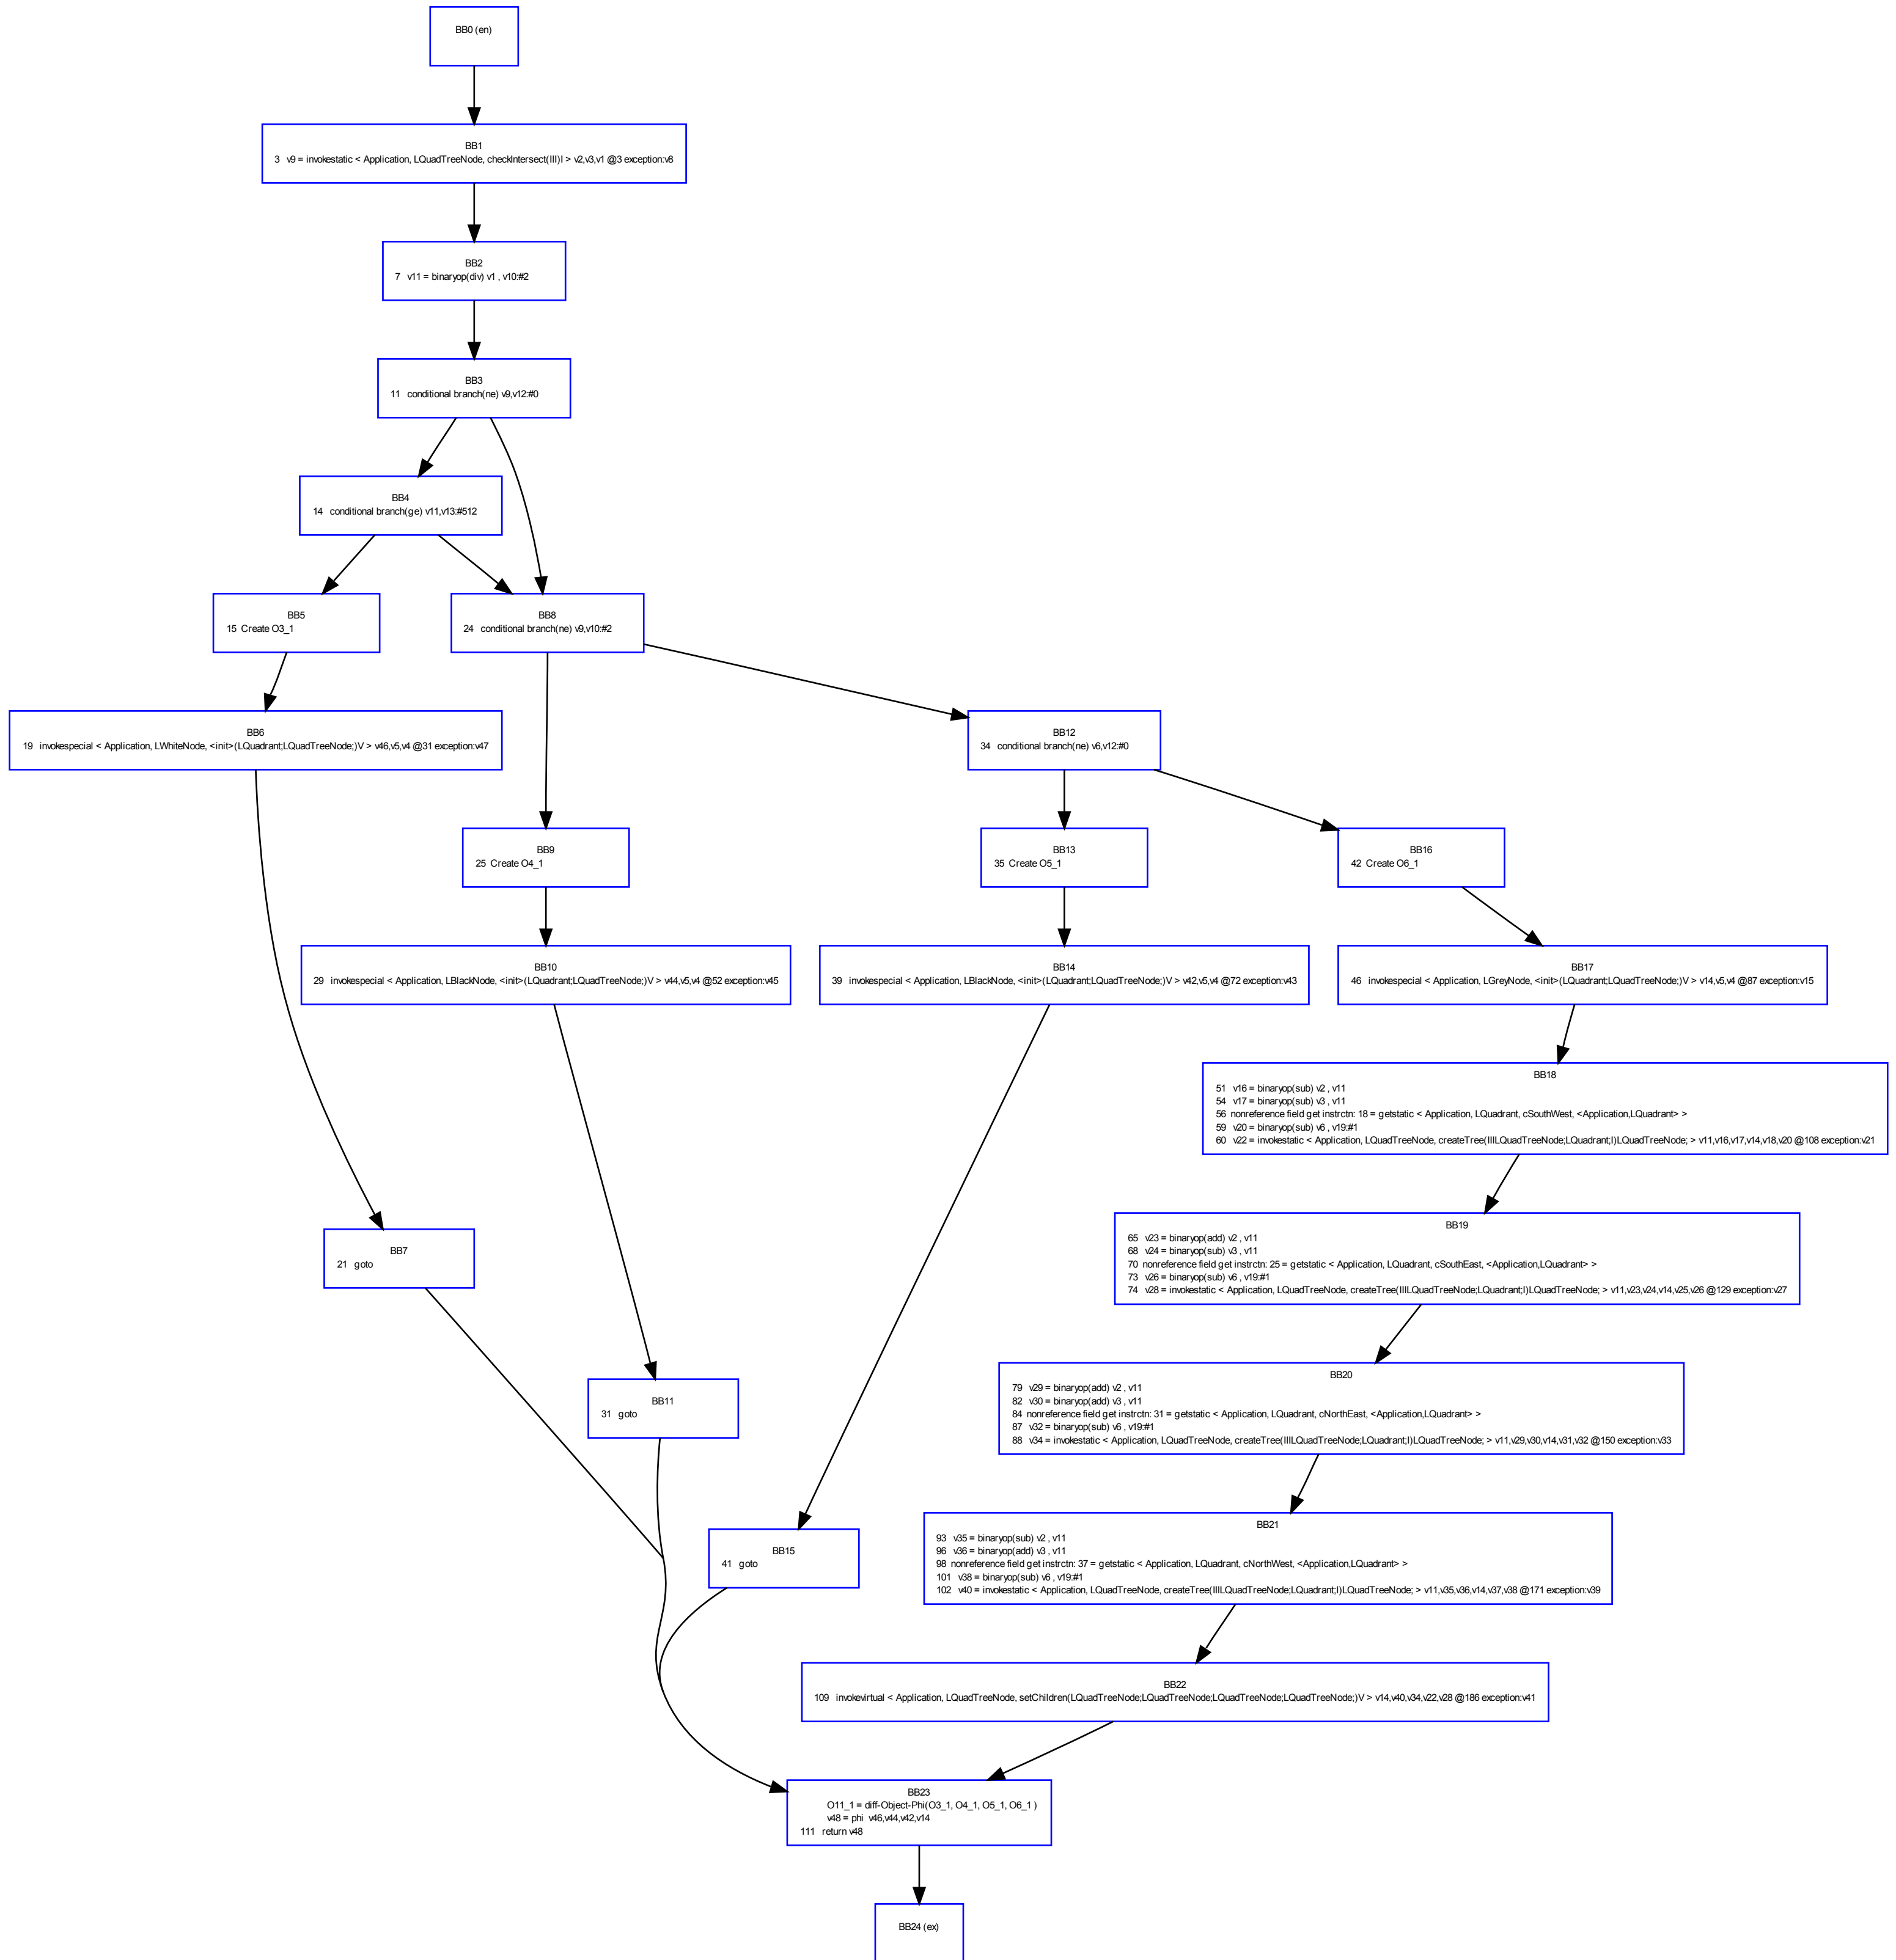 BB0 (en)
BB1
3 v9 = invokestatic < Application, LQuadTreeNode, checkIntersect(III)I > v2,v3,v1 @3 exception:v8
BB2
7 v11 = binaryop(div) v1 , v10:#2
BB3
11 conditional branch(ne) v9,v12:#0
BB4
14 conditional branch(ge) v11,v13:#512
BB5
15 Create O3_1
BB8
24 conditional branch(ne) v9,v10:#2
BB6
19 invokespecial < Application, LWhiteNode, <init>(LQuadrant;LQuadTreeNode;)V > v46,v5,v4 @31 exception:v47
BB12
34 conditional branch(ne) v6,v12:#0
BB9
25 Create O4_1
BB13
35 Create O5_1
BB16
42 Create O6_1
BB10
29 invokespecial < Application, LBlackNode, <init>(LQuadrant;LQuadTreeNode;)V > v44,v5,v4 @52 exception:v45
BB14
39 invokespecial < Application, LBlackNode, <init>(LQuadrant;LQuadTreeNode;)V > v42,v5,v4 @72 exception:v43
BB17
46 invokespecial < Application, LGreyNode, <init>(LQuadrant;LQuadTreeNode;)V > v14,v5,v4 @87 exception:v15
BB18
51 v16 = binaryop(sub) v2 , v11
54 v17 = binaryop(sub) v3 , v11
56 nonreference field get instrctn: 18 = getstatic < Application, LQuadrant, cSouthWest, <Application,LQuadrant> >
59 v20 = binaryop(sub) v6 , v19:#1
60 v22 = invokestatic < Application, LQuadTreeNode, createTree(IIILQuadTreeNode;LQuadrant;I)LQuadTreeNode; > v11,v16,v17,v14,v18,v20 @108 exception:v21
BB19
65 v23 = binaryop(add) v2 , v11
68 v24 = binaryop(sub) v3 , v11
70 nonreference field get instrctn: 25 = getstatic < Application, LQuadrant, cSouthEast, <Application,LQuadrant> >
73 v26 = binaryop(sub) v6 , v19:#1
74 v28 = invokestatic < Application, LQuadTreeNode, createTree(IIILQuadTreeNode;LQuadrant;I)LQuadTreeNode; > v11,v23,v24,v14,v25,v26 @129 exception:v27
BB7
21 goto
BB20
79 v29 = binaryop(add) v2 , v11
82 v30 = binaryop(add) v3 , v11
84 nonreference field get instrctn: 31 = getstatic < Application, LQuadrant, cNorthEast, <Application,LQuadrant> >
87 v32 = binaryop(sub) v6 , v19:#1
88 v34 = invokestatic < Application, LQuadTreeNode, createTree(IIILQuadTreeNode;LQuadrant;I)LQuadTreeNode; > v11,v29,v30,v14,v31,v32 @150 exception:v33
BB11
31 goto
BB21
93 v35 = binaryop(sub) v2 , v11
96 v36 = binaryop(add) v3 , v11
98 nonreference field get instrctn: 37 = getstatic < Application, LQuadrant, cNorthWest, <Application,LQuadrant> >
101 v38 = binaryop(sub) v6 , v19:#1
102 v40 = invokestatic < Application, LQuadTreeNode, createTree(IIILQuadTreeNode;LQuadrant;I)LQuadTreeNode; > v11,v35,v36,v14,v37,v38 @171 exception:v39
BB15
41 goto
BB22
109 invokevirtual < Application, LQuadTreeNode, setChildren(LQuadTreeNode;LQuadTreeNode;LQuadTreeNode;LQuadTreeNode;)V > v14,v40,v34,v22,v28 @186 exception:v41
BB23
O11_1 = diff-Object-Phi(O3_1, O4_1, O5_1, O6_1 )
v48 = phi v46,v44,v42,v14
111 return v48
BB24 (ex)